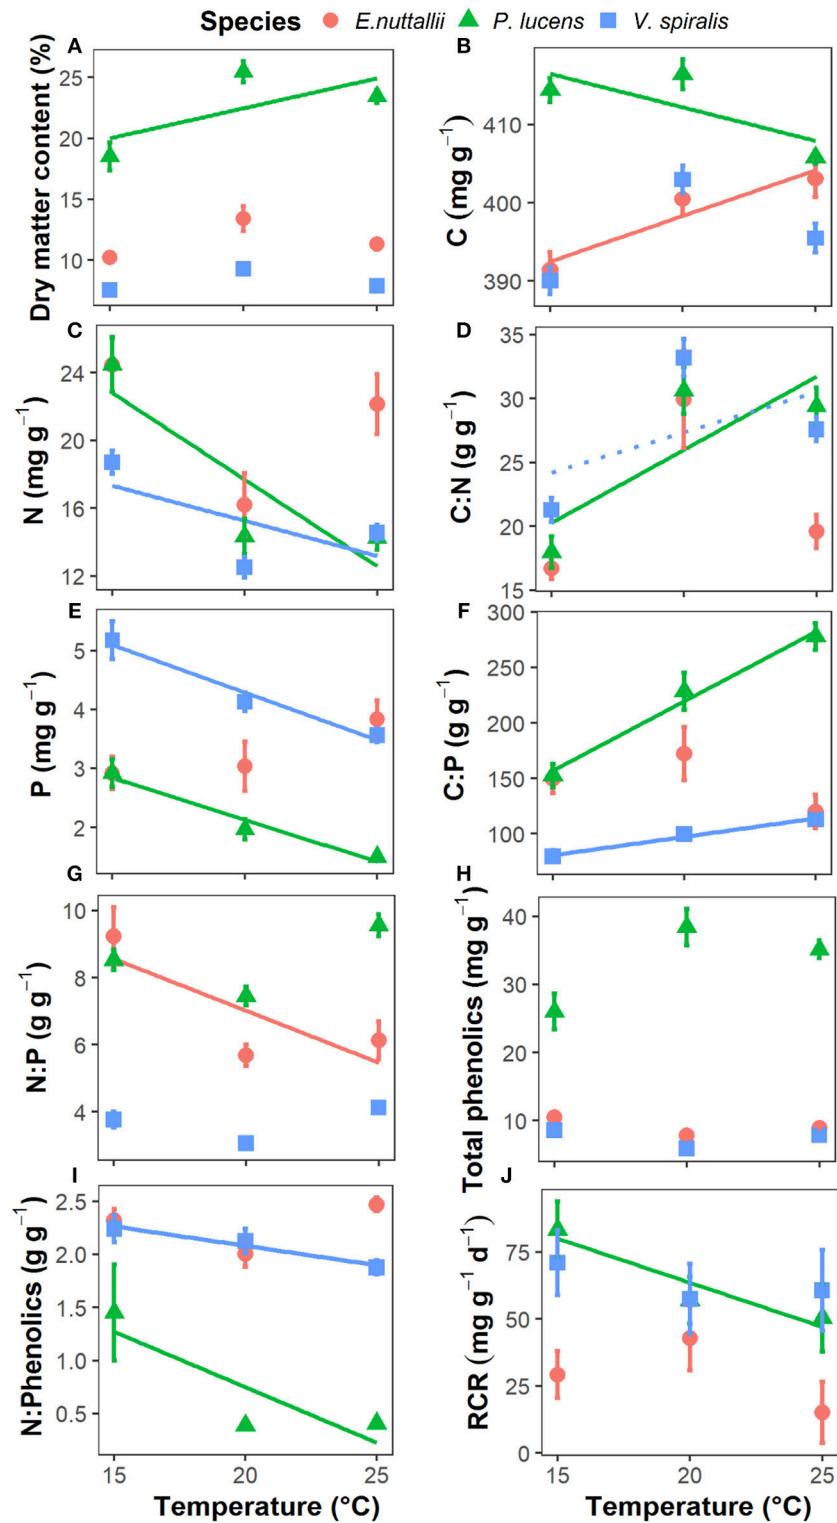 Species E.nuttallii P. lucens V. spiralis
A
Dry matter content (%)
25
20
15
10
B
C (mg g⁻¹)
410
400
390
C
N (mg g⁻¹)
24
20
16
12
D
C:N (g g⁻¹)
35
30
25
20
15
E
P (mg g⁻¹)
5
4
3
2
F
C:P (g g⁻¹)
300
250
200
150
100
G
N:P (g g⁻¹)
10
8
6
4
H
Total phenolics (mg g⁻¹)
40
30
20
10
I
N:Phenolics (g g⁻¹)
2.5
2.0
1.5
1.0
0.5
15 20 25
Temperature (°C)
J
RCR (mg g⁻¹ d⁻¹)
75
50
25
0
15 20 25
Temperature (°C)